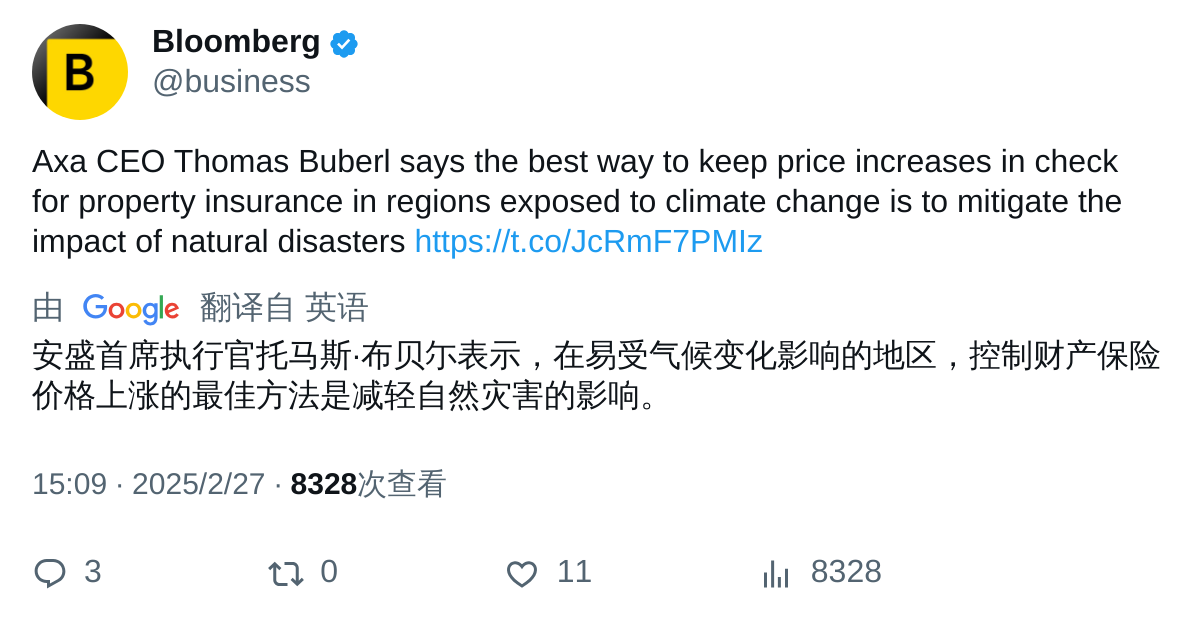 B
Bloomberg
@business
Axa CEO Thomas Buberl says the best way to keep price increases in check
for property insurance in regions exposed to climate change is to mitigate the
impact of natural disasters https://t.co/JcRmF7PMIz
由 Google 翻译自 英语
安盛首席执行官托马斯·布贝尔表示，在易受气候变化影响的地区，控制财产保险
价格上涨的最佳方法是减轻自然灾害的影响。
15:09 · 2025/2/27 · 8328次查看
3 0 11 8328